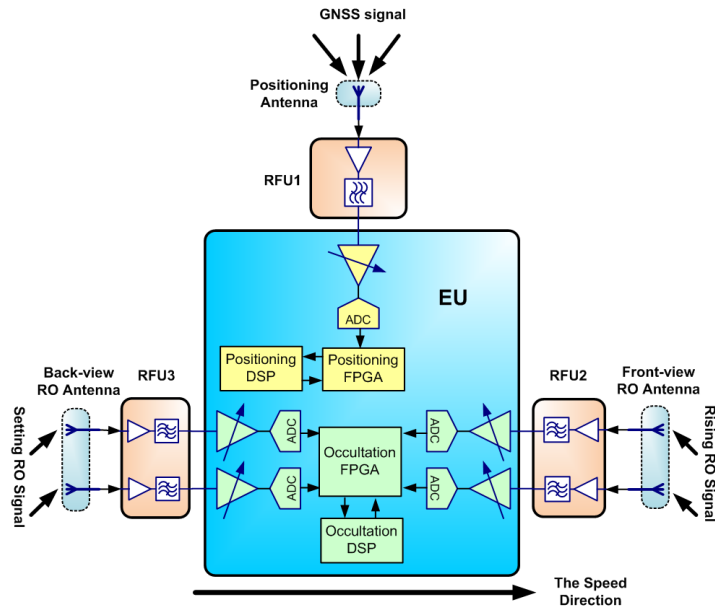 GNSS signal
Positioning
Antenna
RFU1
EU
ADC
Positioning
DSP
Positioning
FPGA
Back-view
RO Antenna
RFU3
RFU2
Front-view
RO Antenna
Setting RO Signal
Rising RO Signal
ADC
ADC
Occultation
FPGA
ADC
ADC
Occultation
DSP
The Speed
Direction